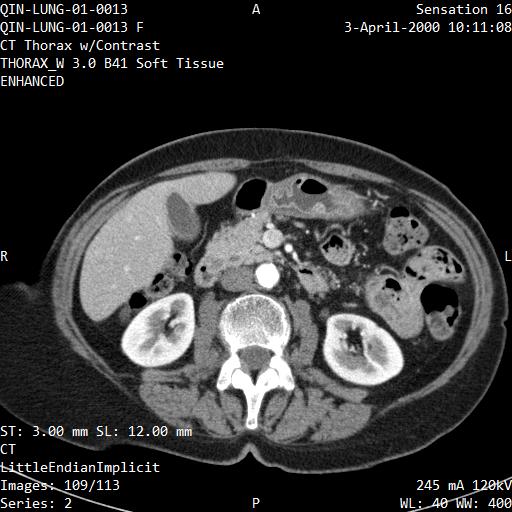 QIN-LUNG-01-0013
A
Sensation 16
QIN-LUNG-01-0013 F
3-April-2000 10:11:08
CT Thorax w/Contrast
THORAX_W 3.0 B41 Soft Tissue
ENHANCED
R
L
ST: 3.00 mm SL: 12.00 mm
CT
LittleEndianImplicit
Images: 109/113
245 mA 120kV
Series: 2
P
WL: 40 WW: 400